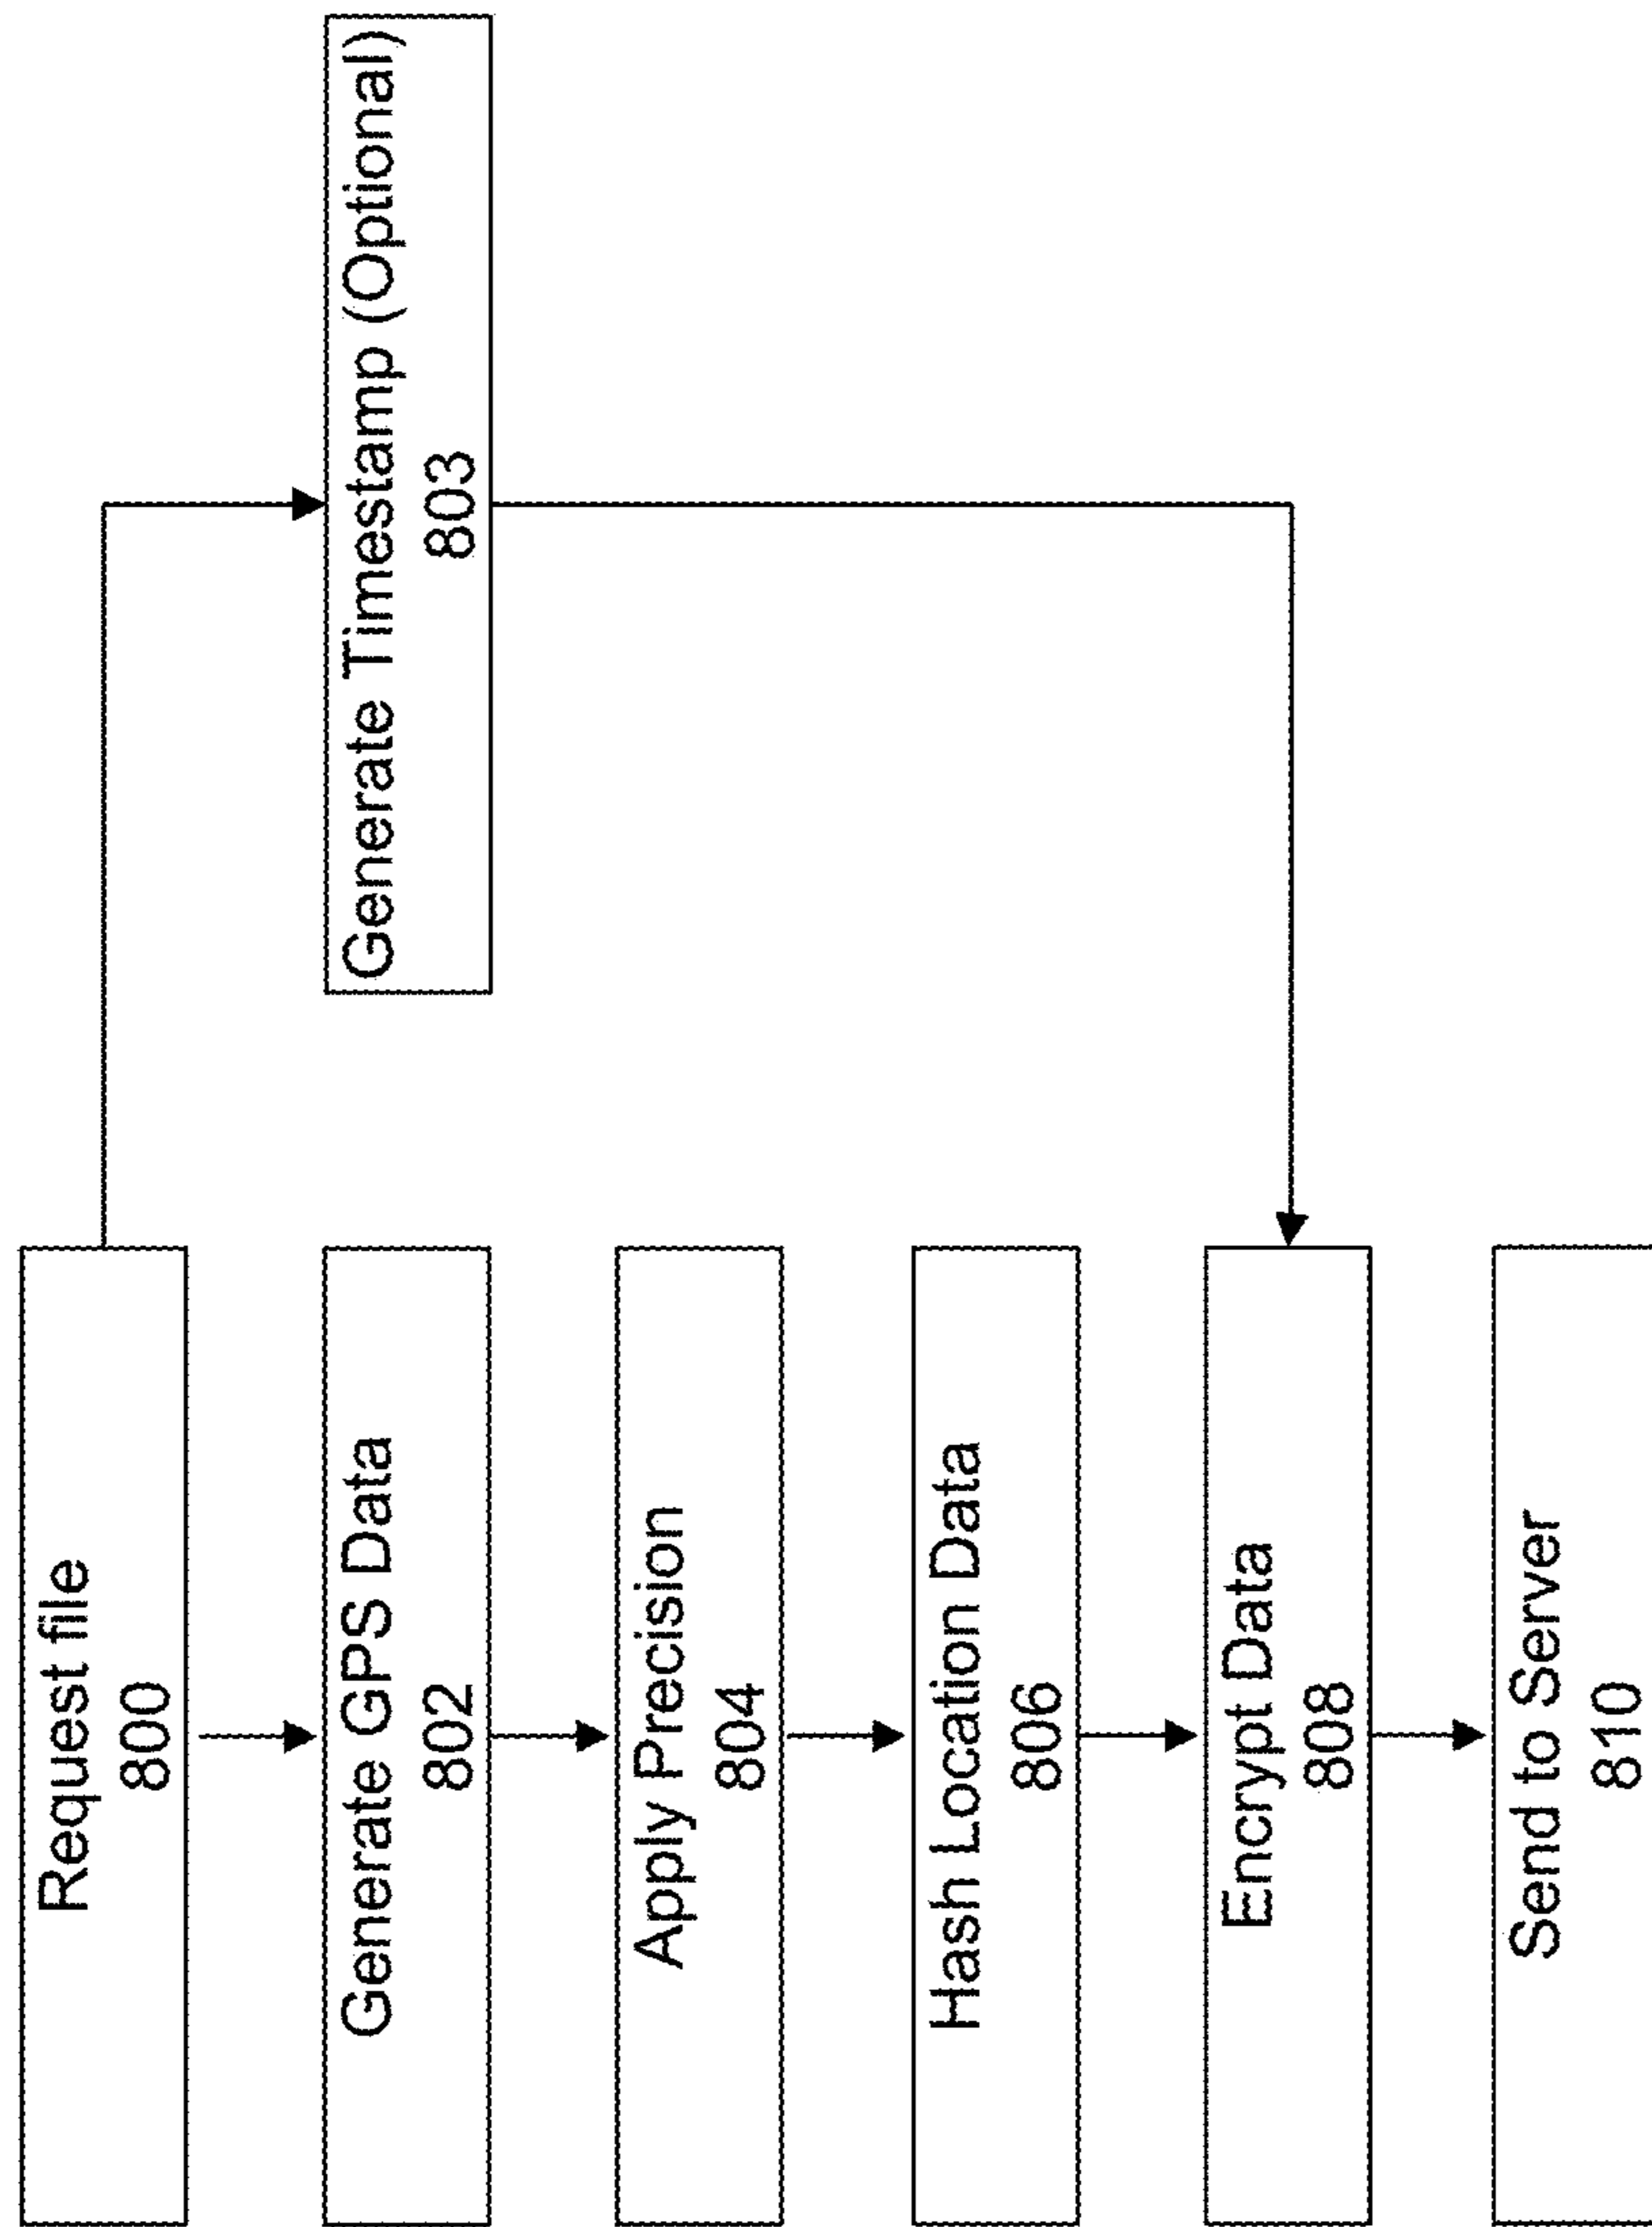 Request file
800
Generate GPS Data
802
Generate Timestamp (Optional)
803
Apply Precision
804
Hash Location Data
806
Encrypt Data
808
Send to Server
810